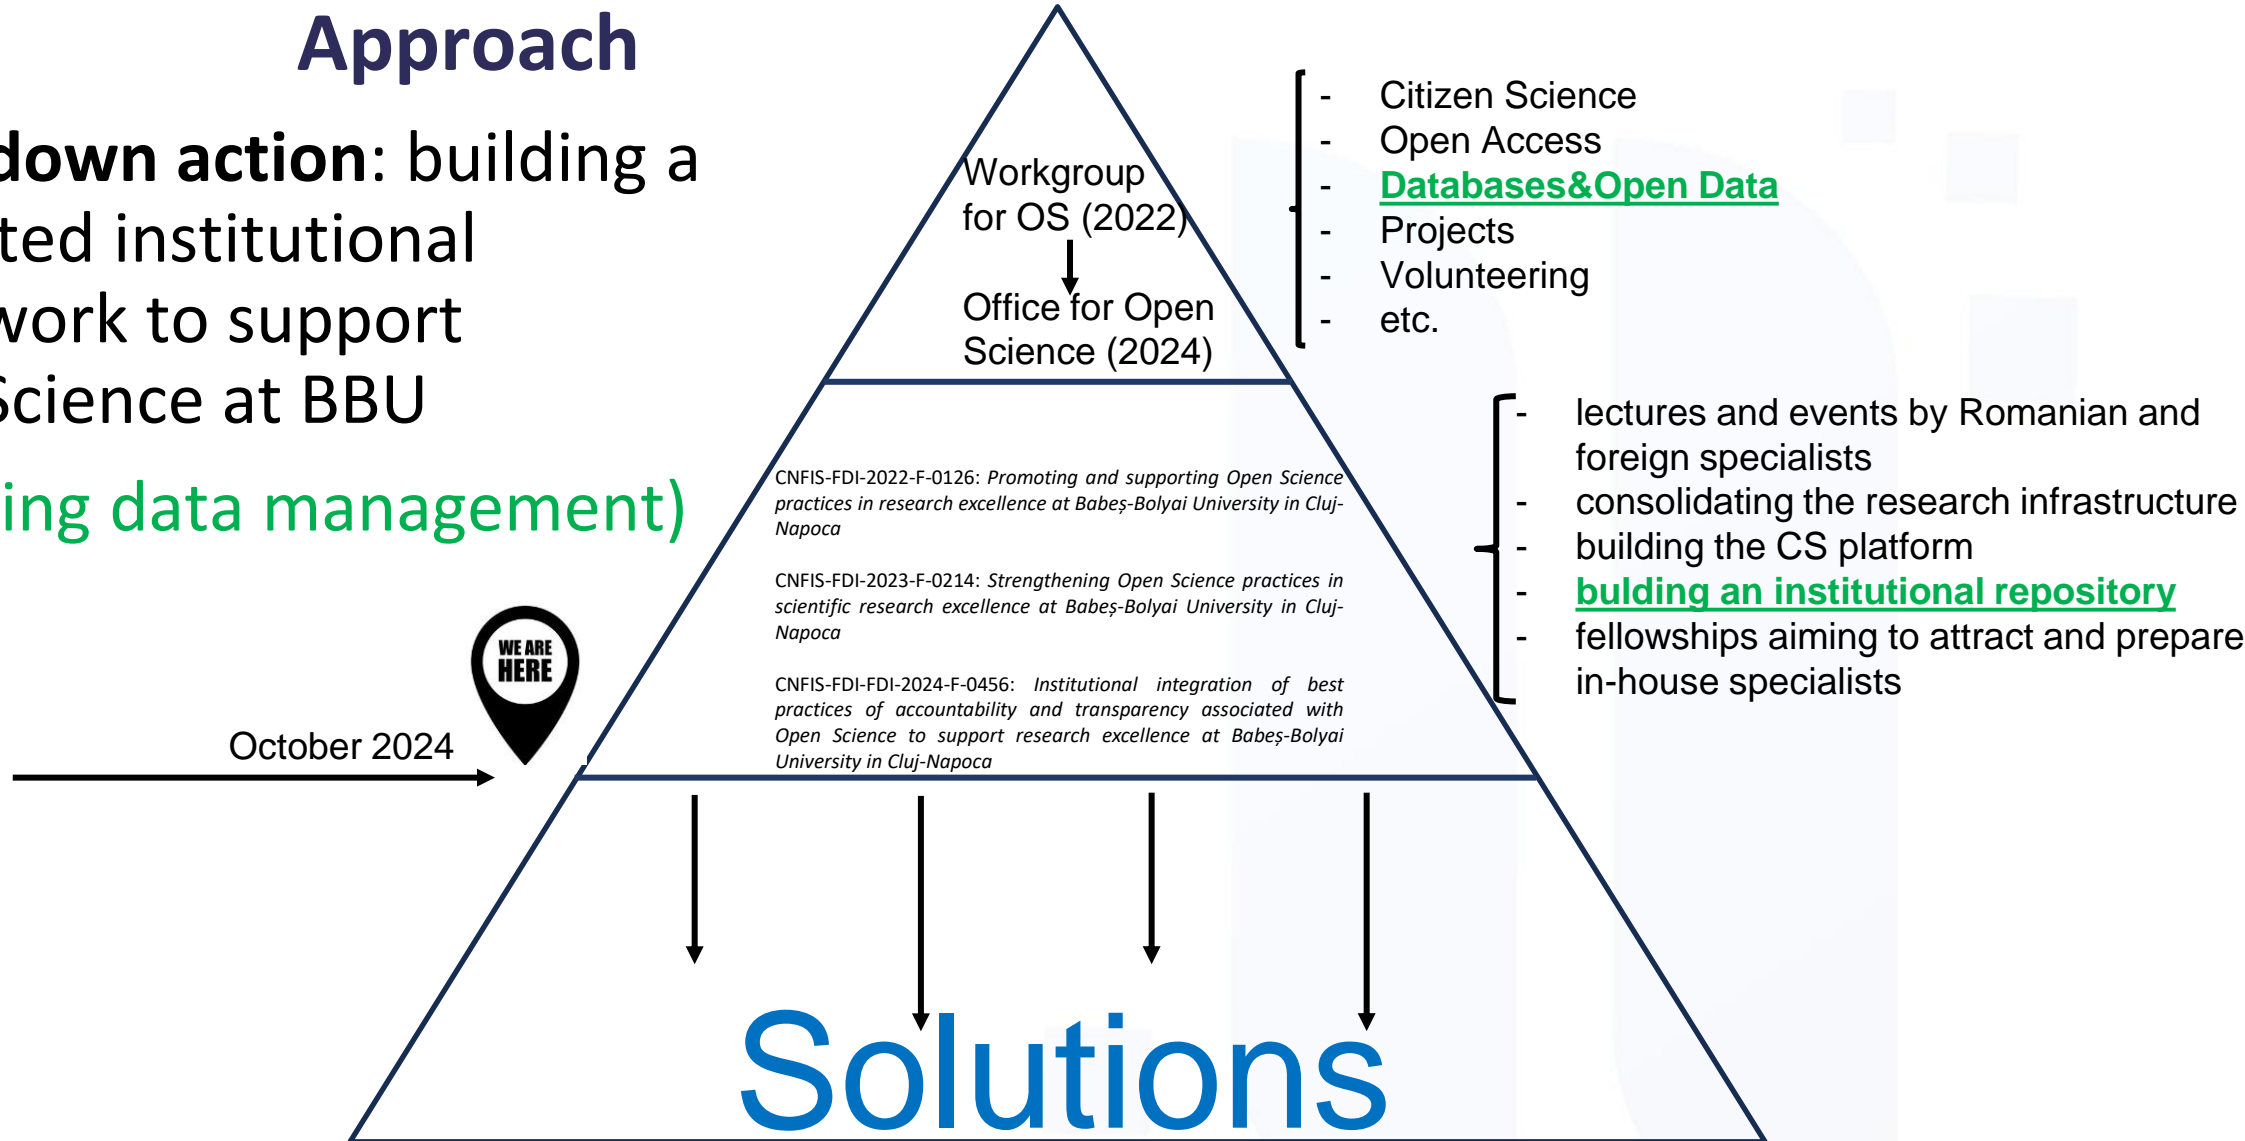 Approach
down action: building a
ted institutional
work to support
Science at BBU
ing data management)
Workgroup
for OS (2022)
Office for Open
Science (2024)
- Citizen Science
- Open Access
- Databases&Open Data
- Projects
- Volunteering
- etc.
CNFIS-FDI-2022-F-0126: Promoting and supporting Open Science
practices in research excellence at Babeș-Bolyai University in Cluj-
Napoca
CNFIS-FDI-2023-F-0214: Strengthening Open Science practices in
scientific research excellence at Babeș-Bolyai University in Cluj-
Napoca
CNFIS-FDI-FDI-2024-F-0456: Institutional integration of best
practices of accountability and transparency associated with
Open Science to support research excellence at Babeș-Bolyai
University in Cluj-Napoca
- lectures and events by Romanian and
foreign specialists
- consolidating the research infrastructure
- building the CS platform
- bulding an institutional repository
- fellowships aiming to attract and prepare
in-house specialists
WE ARE
HERE
October 2024
Solutions